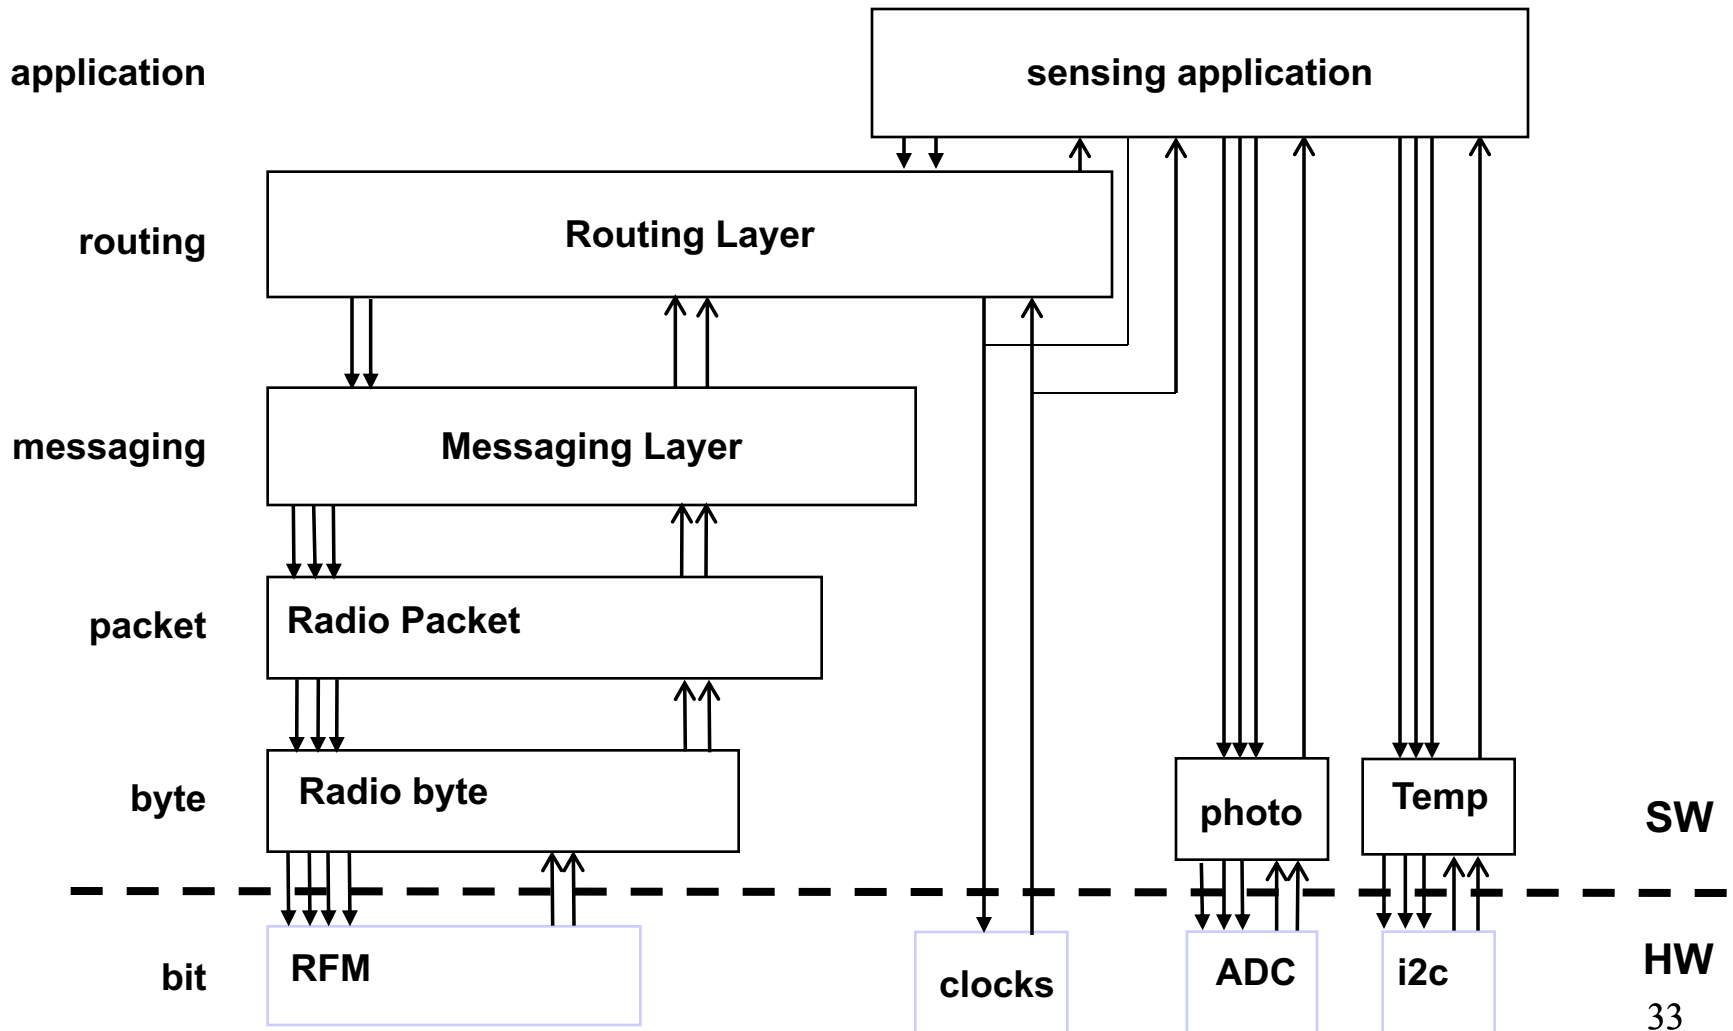 application
sensing application
routing
Routing Layer
messaging
Messaging Layer
packet
Radio Packet
byte
Radio byte
photo
Temp
SW
bit
RFM
clocks
ADC
i2c
HW
33